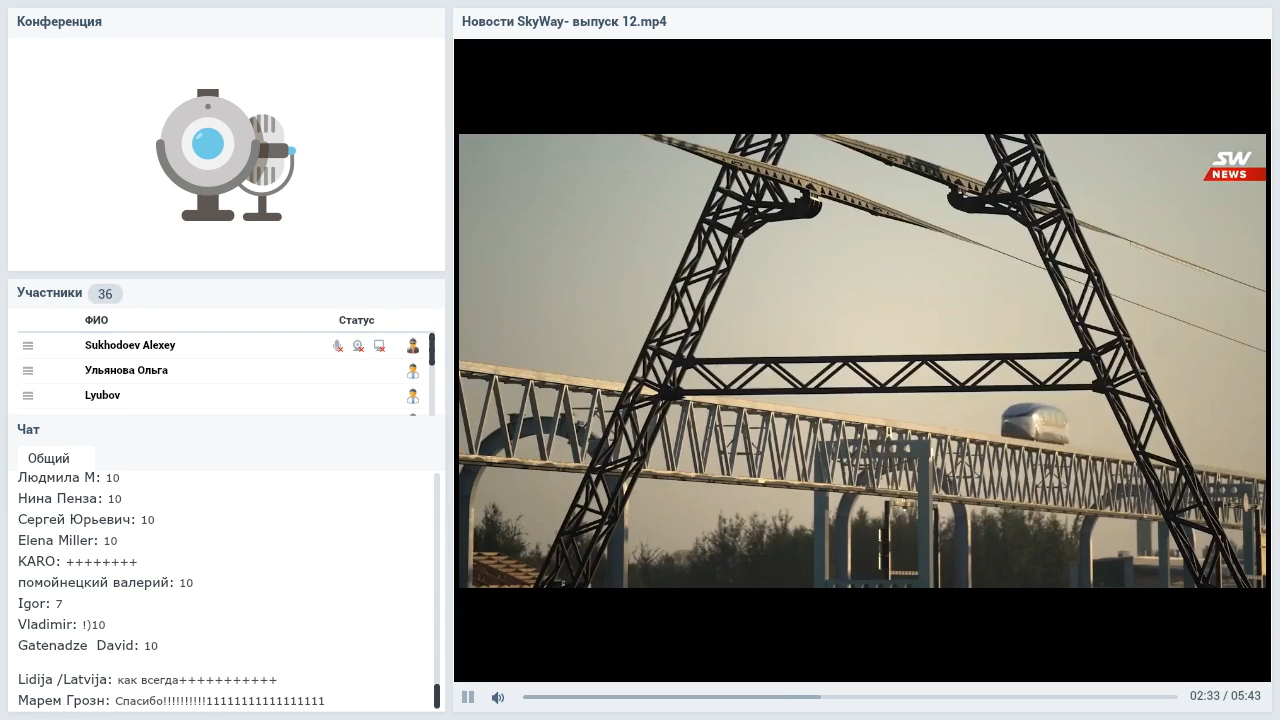 Конференция
Новости SkyWay- выпуск 12.mp4
SW
NEWS
Участники 36
ФИО Статус
Sukhodoev Alexey
Ульянова Ольга
Lyubov
Чат
Общий
Людмила М: 10
Нина Пенза: 10
Сергей Юрьевич: 10
Elena Miller: 10
KARO: ++++++++
помойнецкий валерий: 10
Igor: 7
Vladimir: !)10
Gatenadze David: 10
Lidija /Latvija: как всегда+++++++++++
Марем Грозн: Спасибо!!!!!!!!!!11111111111111111
02:33 / 05:43